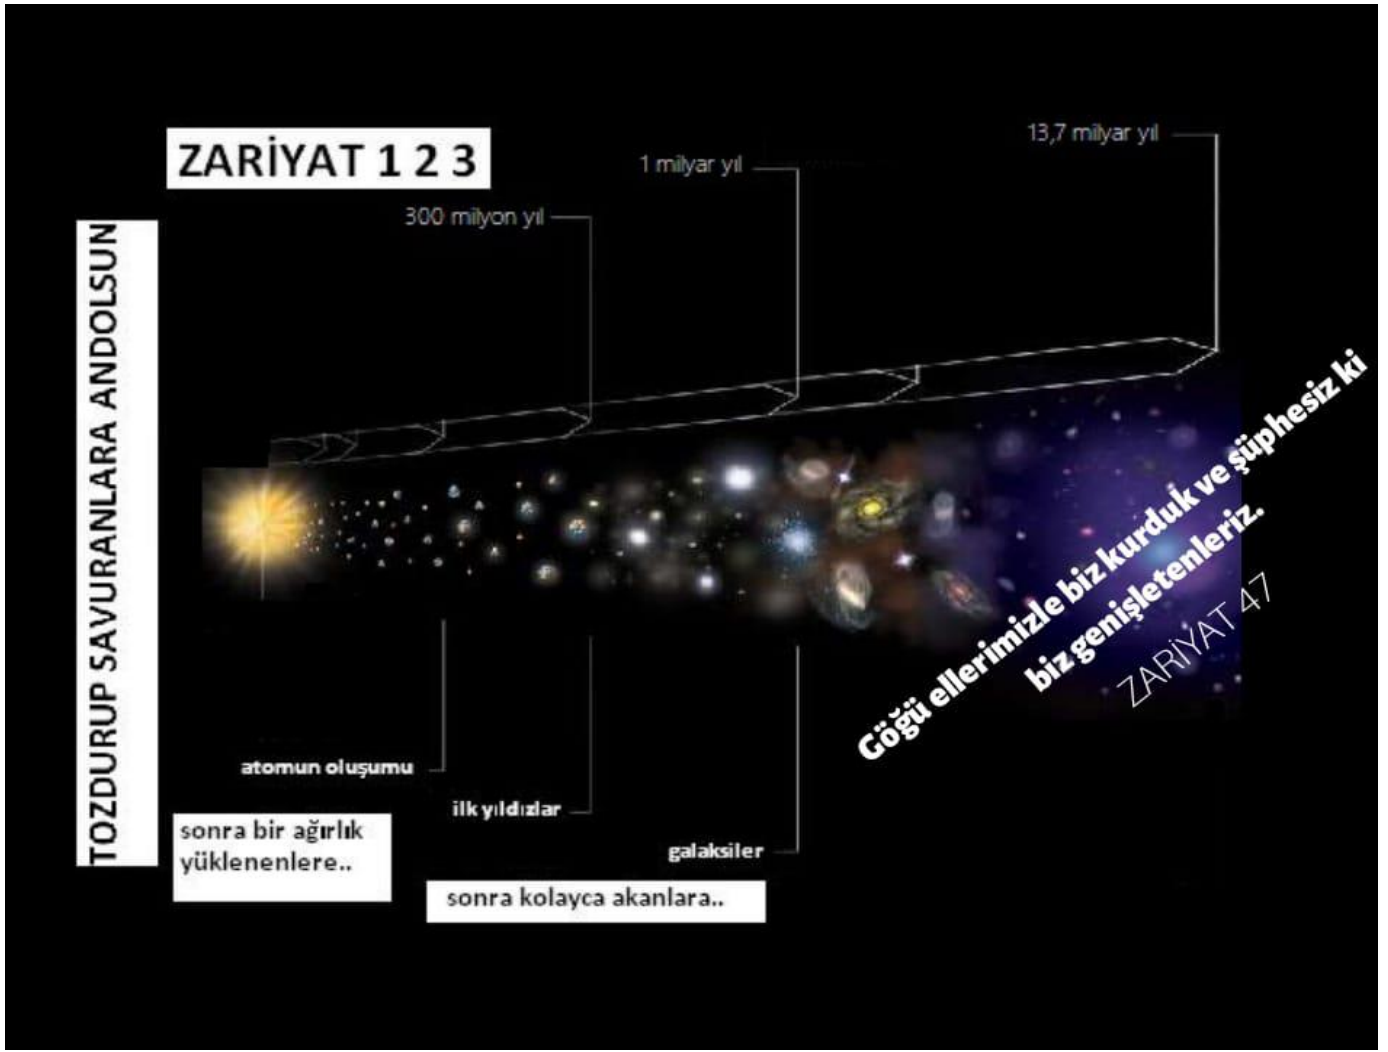 ZARİYAT 1 2 3
13,7 milyar yıl
1 milyar yıl
300 milyon yıl
TOZDURUP SAVURANLARA ANDOLSUN
Göğü ellerimizle biz kurduk ve şüphesiz ki
biz genişletenleriz.
ZARİYAT 47
atomun oluşumu
ilk yıldızlar
galaksiler
sonra bir ağırlık
yüklenenlere..
sonra kolayca akanlara..